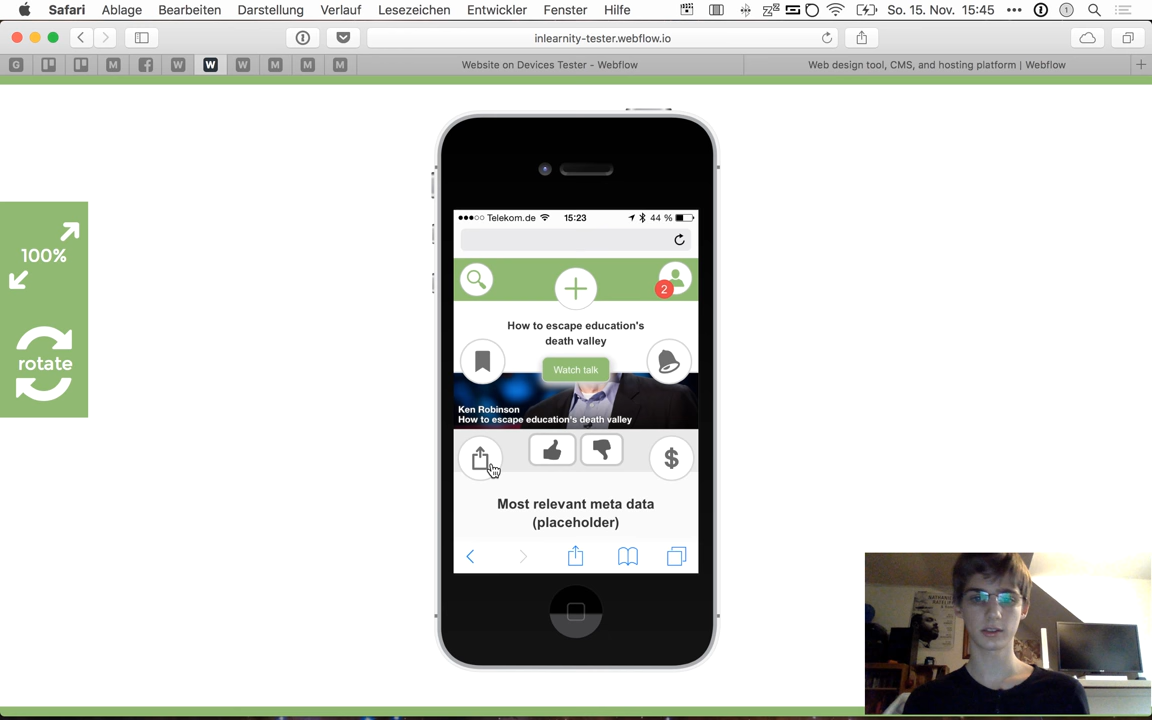 Safari Ablage Bearbeiten Darstellung Verlauf Lesezeichen Entwickler Fenster Hilfe So. 15. Nov. 15:45
inlearnity-tester.webflow.io
Website on Devices Tester - Webflow
Web design tool, CMS, and hosting platform | Webflow
100%
rotate
Telekom.de 15:23 44 %
2
How to escape education's
death valley
Watch talk
Ken Robinson
How to escape education's death valley
$
Most relevant meta data
(placeholder)